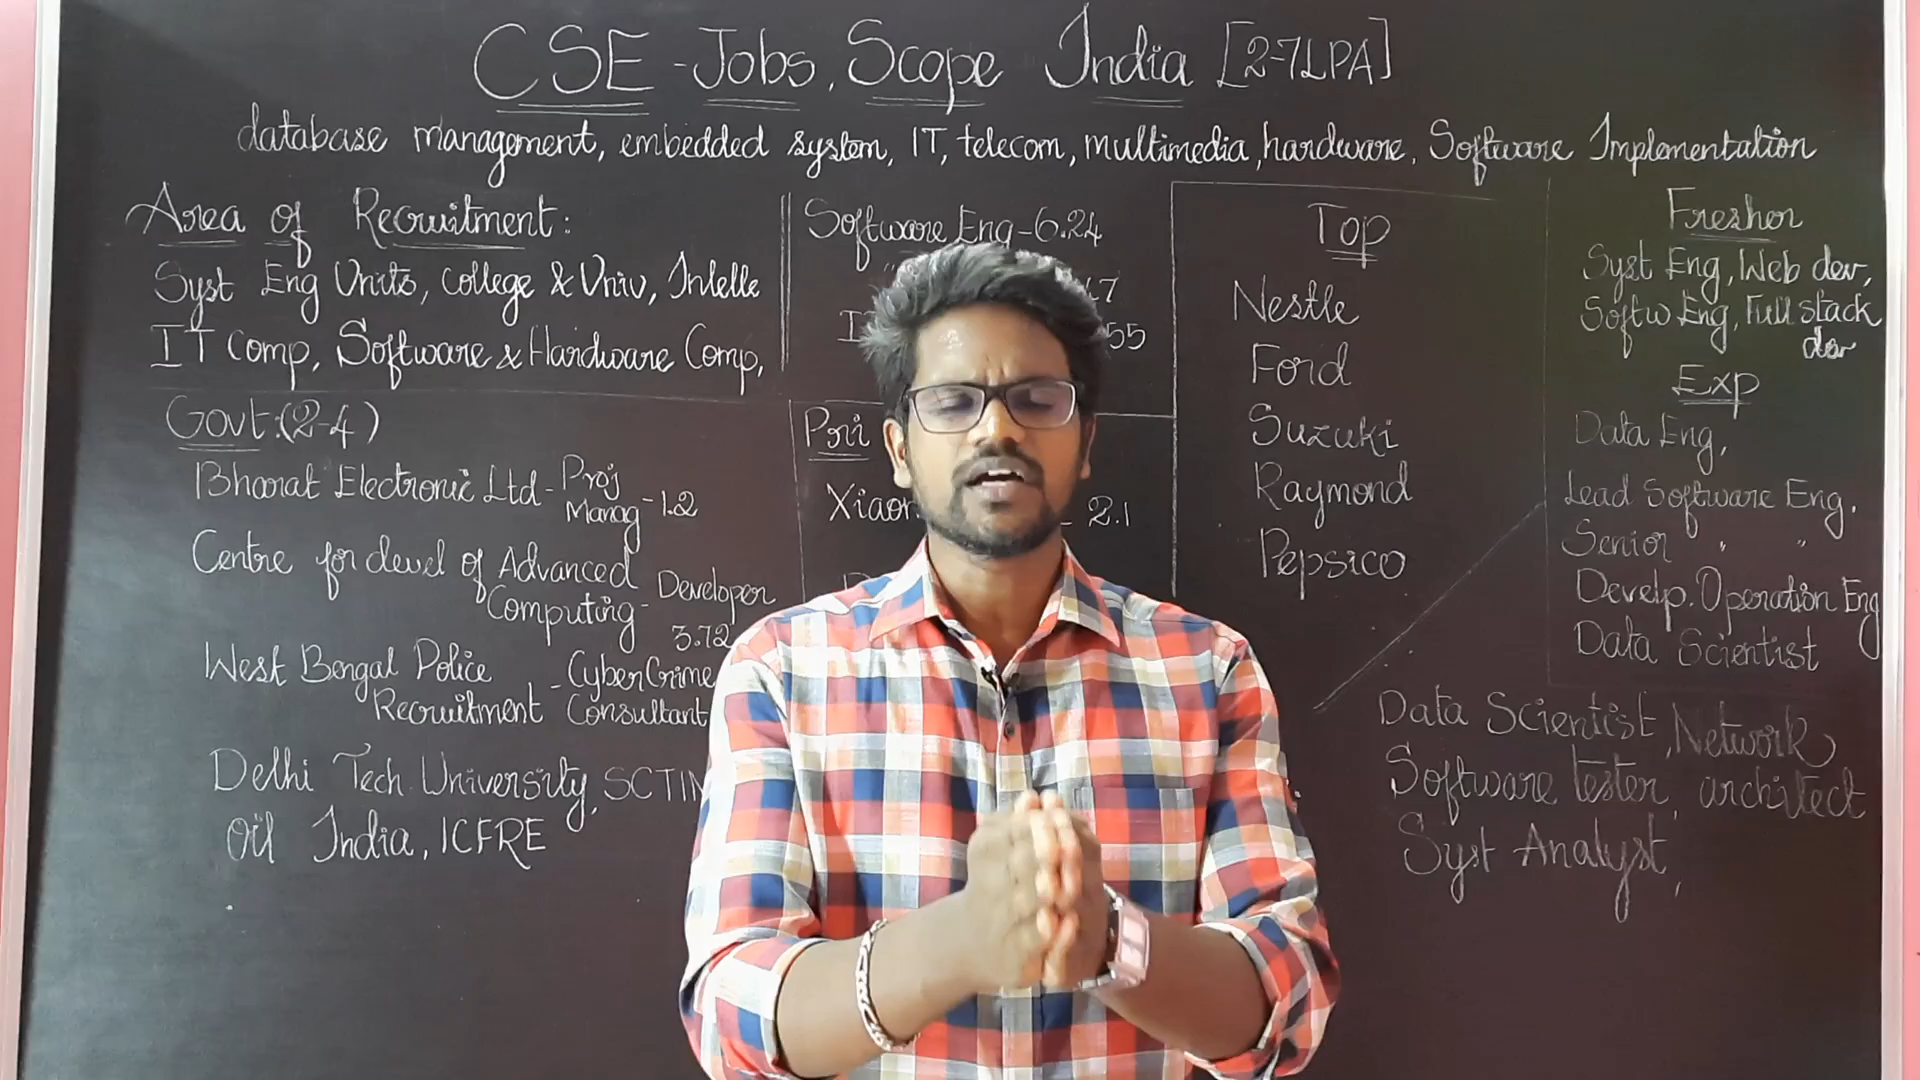 CSE - Jobs, Scope India [2-7LPA]
database management, embedded system, IT, telecom, multimedia, hardware, Software Implementation
Area of Recruitment:
Syst Eng Units, College & Univ, Intelle
IT Comp, Software & Hardware Comp,
Govt:(2-4)
Bharat Electronic Ltd - Proj Manag - 1.2
Centre for devel of Advanced Computing - Developer
3.72
West Bengal Police Recruitment - CyberCrime Consultant
Delhi Tech University, SCTIM
Oil India, ICFRE
Software Eng - 6.24
55
Pri
2.1
Top
Nestle
Ford
Suzuki
Raymond
Pepsico
Fresher
Syst Eng, Web dev,
Softw Eng, Full stack
dev
Exp
Data Eng,
Lead Software Eng.
Senior " "
Develp. Operation Eng
Data Scientist
Data Scientist, Network
Software tester, architect
Syst Analyst,